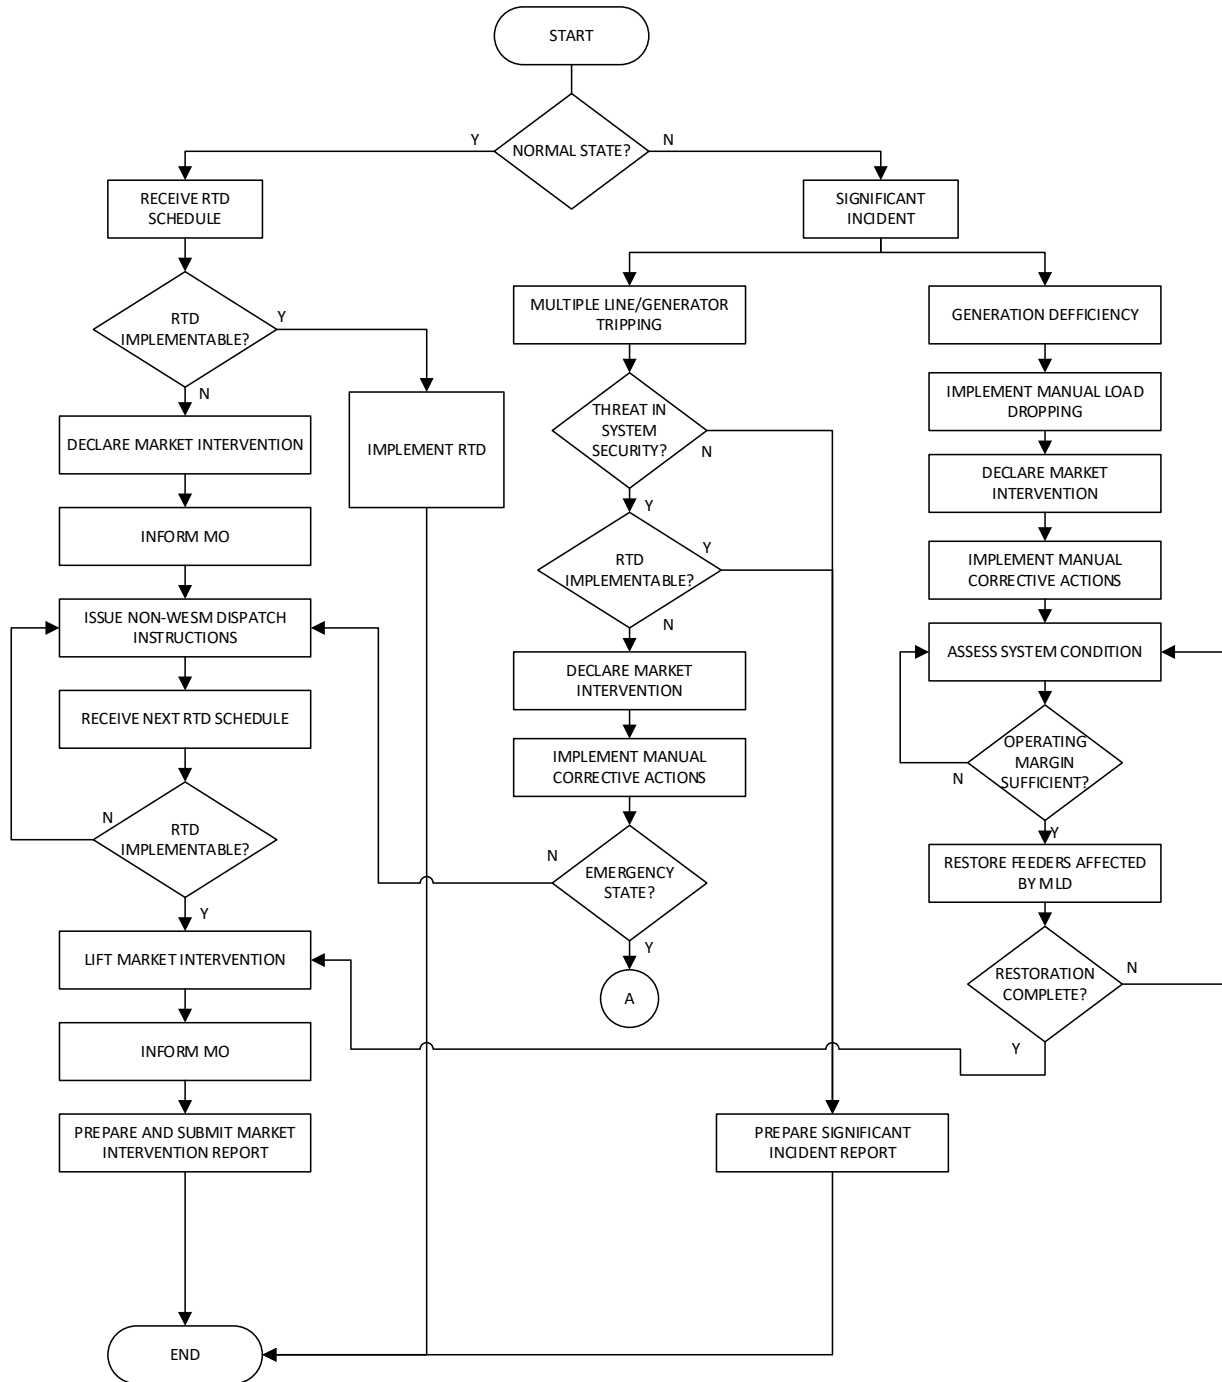 START
NORMAL STATE?
Y
N
RECEIVE RTD
SCHEDULE
SIGNIFICANT
INCIDENT
RTD
IMPLEMENTABLE?
Y
N
MULTIPLE LINE/GENERATOR
TRIPPING
GENERATION DEFFICIENCY
DECLARE MARKET INTERVENTION
IMPLEMENT RTD
THREAT IN
SYSTEM
SECURITY?
N
Y
IMPLEMENT MANUAL LOAD
DROPPING
INFORM MO
DECLARE MARKET
INTERVENTION
RTD
IMPLEMENTABLE?
Y
N
IMPLEMENT MANUAL
CORRECTIVE ACTIONS
ISSUE NON-WESM DISPATCH
INSTRUCTIONS
DECLARE MARKET
INTERVENTION
ASSESS SYSTEM CONDITION
RECEIVE NEXT RTD SCHEDULE
IMPLEMENT MANUAL
CORRECTIVE ACTIONS
OPERATING
MARGIN
SUFFICIENT?
N
Y
RTD
IMPLEMENTABLE?
N
Y
EMERGENCY
STATE?
N
Y
RESTORE FEEDERS AFFECTED
BY MLD
LIFT MARKET INTERVENTION
A
RESTORATION
COMPLETE?
N
Y
INFORM MO
PREPARE AND SUBMIT MARKET
INTERVENTION REPORT
PREPARE SIGNIFICANT
INCIDENT REPORT
END